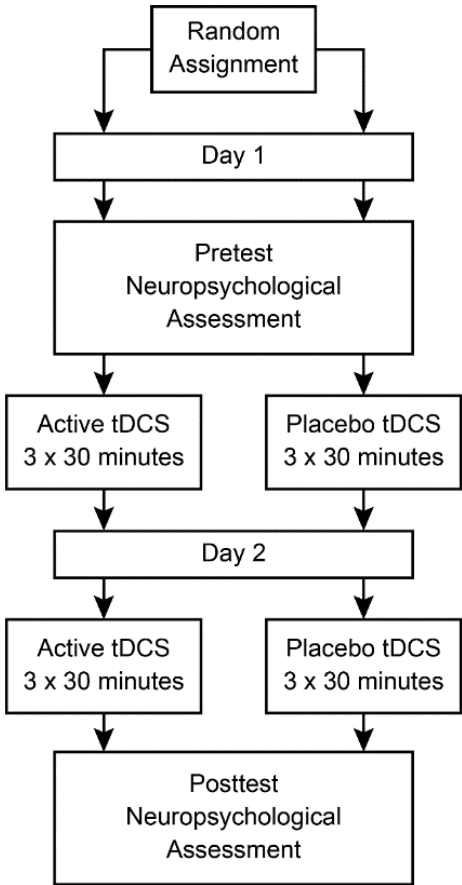 Random
Assignment
Day 1
Pretest
Neuropsychological
Assessment
Active tDCS
3 x 30 minutes
Placebo tDCS
3 x 30 minutes
Day 2
Active tDCS
3 x 30 minutes
Placebo tDCS
3 x 30 minutes
Posttest
Neuropsychological
Assessment